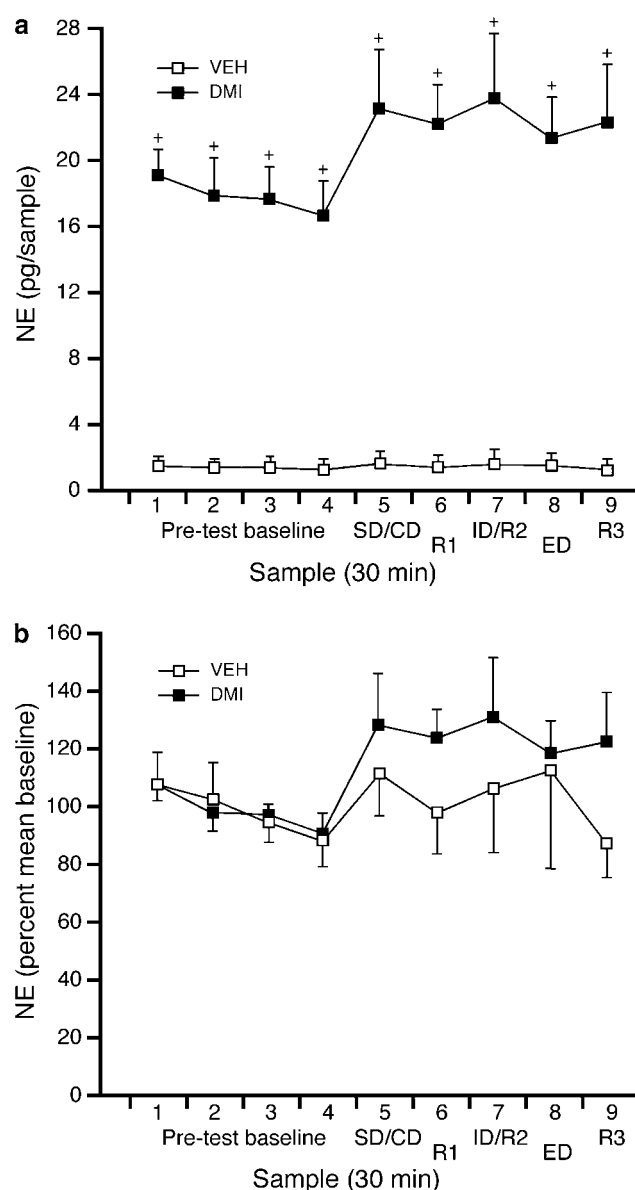 a
28
24
20
16
12
8
4
0
NE (pg/sample)
VEH
DMI
+ + + + + + + + +
1 2 3 4 5 6 7 8 9
Pre-test baseline SD/CD R1 ID/R2 ED R3
Sample (30 min)
b
160
140
120
100
80
60
40
20
0
NE (percent mean baseline)
VEH
DMI
1 2 3 4 5 6 7 8 9
Pre-test baseline SD/CD R1 ID/R2 ED R3
Sample (30 min)